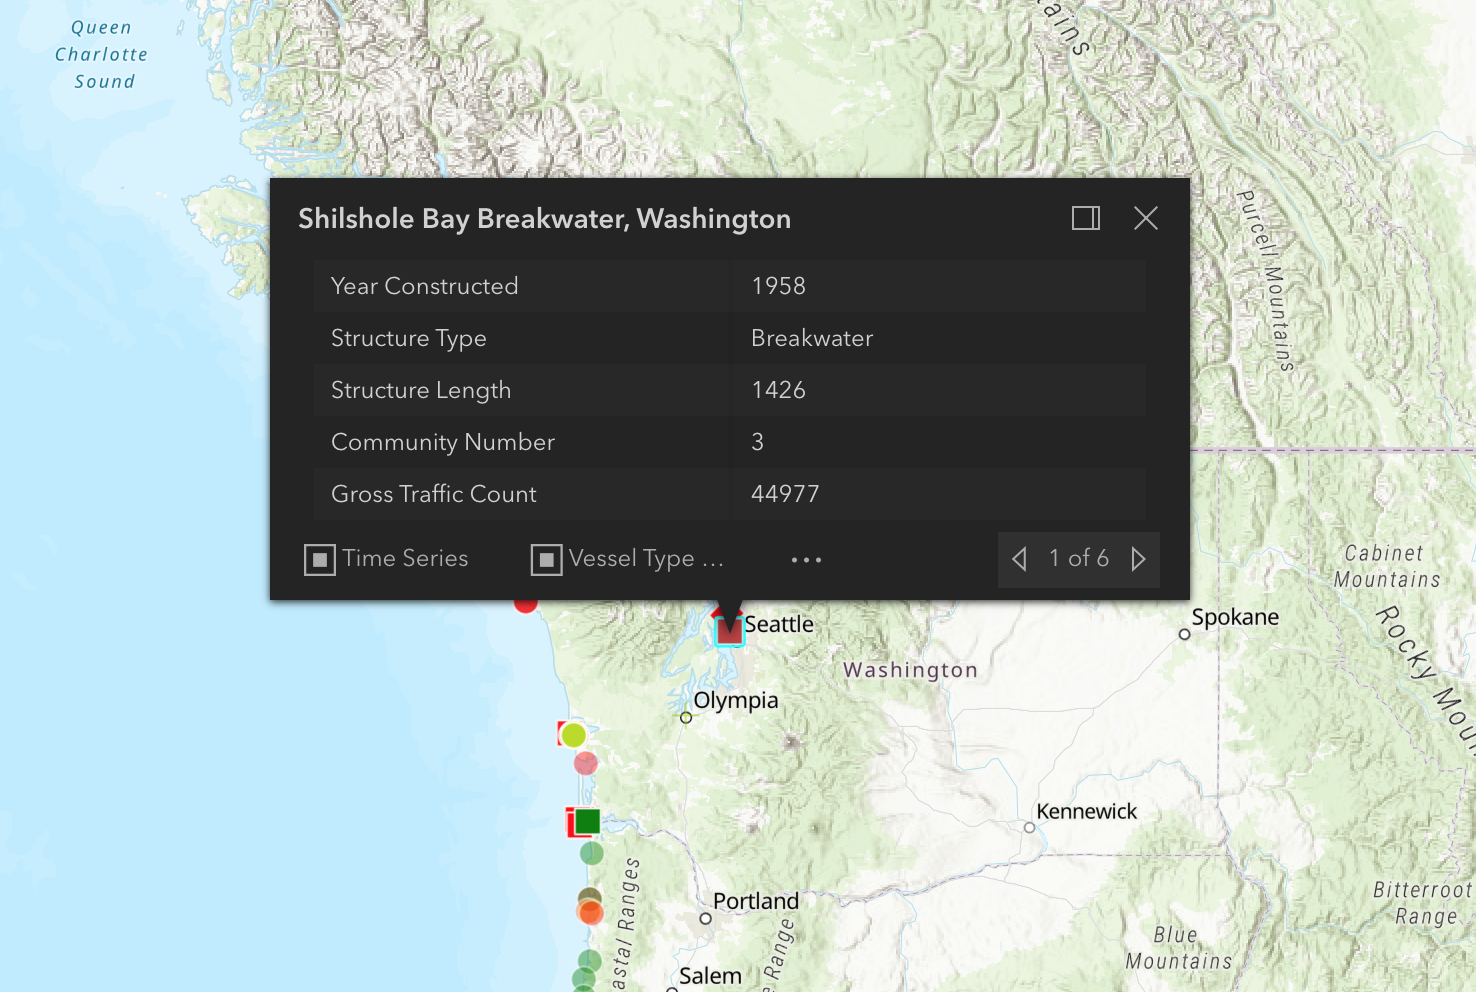 Queen
Charlotte
Sound
tains
Purcell Mountains
Shilshole Bay Breakwater, Washington
Year Constructed 1958
Structure Type Breakwater
Structure Length 1426
Community Number 3
Gross Traffic Count 44977
Time Series Vessel Type ... ... 1 of 6
Cabinet
Mountains
Seattle
Spokane
Washington
Rocky Moun
Olympia
Kennewick
astal Ranges
Portland
Bitterroot
Range
e Range
Blue
Mountains
Salem